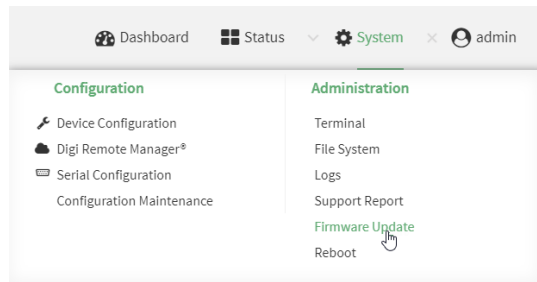 Dashboard Status System admin
Configuration
Device Configuration
Digi Remote Manager®
Serial Configuration
Configuration Maintenance
Administration
Terminal
File System
Logs
Support Report
Firmware Update
Reboot